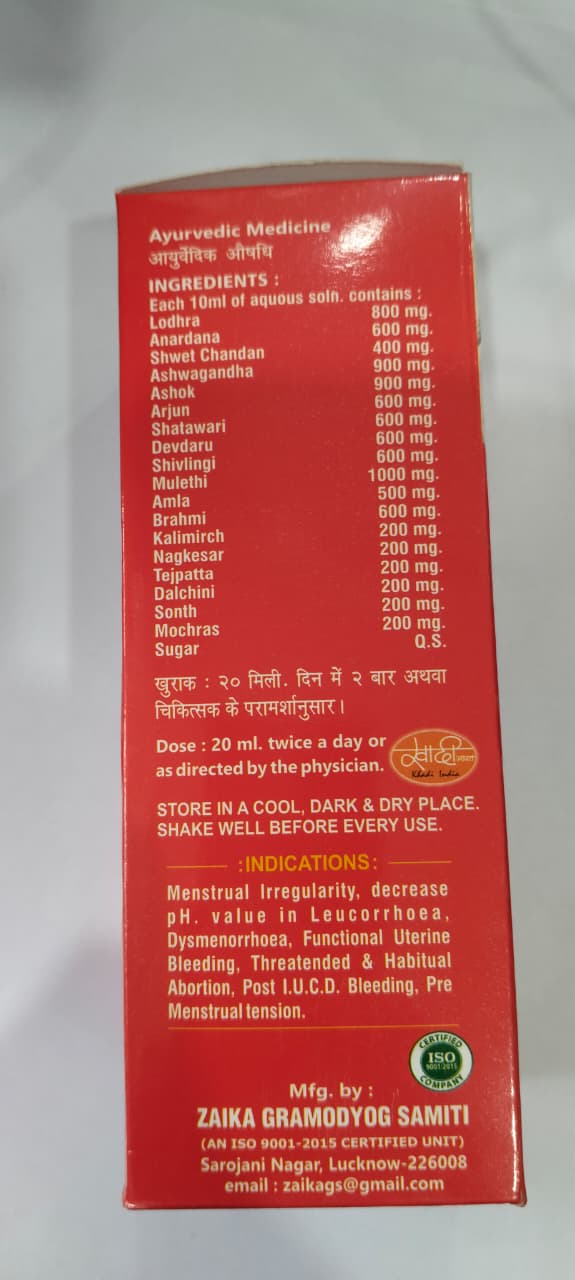 Ayurvedic Medicine
आयुर्वेदिक औषधि
INGREDIENTS :
Each 10ml of aquous soln. contains :
Lodhra 800 mg.
Anardana 600 mg.
Shwet Chandan 400 mg.
Ashwagandha 900 mg.
Ashok 900 mg.
Arjun 600 mg.
Shatawari 600 mg.
Devdaru 600 mg.
Shivlingi 600 mg.
Mulethi 1000 mg.
Amla 500 mg.
Brahmi 600 mg.
Kalimirch 200 mg.
Nagkesar 200 mg.
Tejpatta 200 mg.
Dalchini 200 mg.
Sonth 200 mg.
Mochras 200 mg.
Sugar Q.S.
खुराक : २० मिली. दिन में २ बार अथवा
चिकित्सक के परामर्शानुसार।
Dose : 20 ml. twice a day or
as directed by the physician.
खादी भारत
Khadi India
STORE IN A COOL, DARK & DRY PLACE.
SHAKE WELL BEFORE EVERY USE.
:INDICATIONS:
Menstrual Irregularity, decrease
pH. value in Leucorrhoea,
Dysmenorrhoea, Functional Uterine
Bleeding, Threatended & Habitual
Abortion, Post I.U.C.D. Bleeding, Pre
Menstrual tension.
CERTIFIED
ISO
9001:2015
COMPANY
Mfg. by :
ZAIKA GRAMODYOG SAMITI
(AN ISO 9001-2015 CERTIFIED UNIT)
Sarojani Nagar, Lucknow-226008
email : zaikags@gmail.com